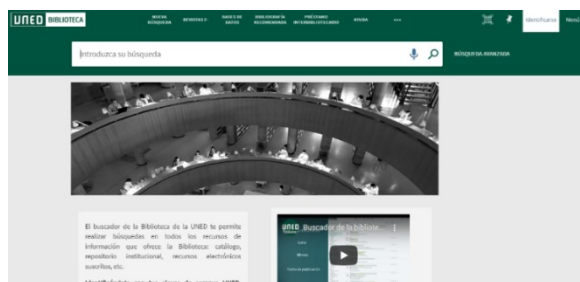 UNED BIBLIOTECA
NUEVA BÚSQUEDA
REVISTAS E-
BASES DE DATOS
BIBLIOGRAFÍA RECOMENDADA
PRÉSTAMO INTERBIBLIOTECARIO
AYUDA
...
Identificarse
Menú
Introduzca su búsqueda
BÚSQUEDA AVANZADA
El buscador de la Biblioteca de la UNED te permite
realizar búsquedas en todos los recursos de
información que ofrece la Biblioteca: catálogo,
repositorio institucional, recursos electrónicos
suscritos, etc.
UNED Buscador de la bibliote...